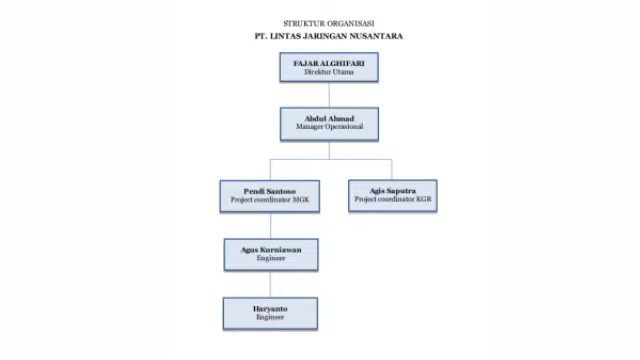 STRUKTUR ORGANISASI
PT. LINTAS JARINGAN NUSANTARA
FAJAR ALGHIFARI
Direktur Utama
Abdul Ahmad
Manager Operasional
Pendi Santoso
Project coordinator MGK
Agis Saputra
Project coordinator KGR
Agus Kurniawan
Engineer
Haryanto
Engineer